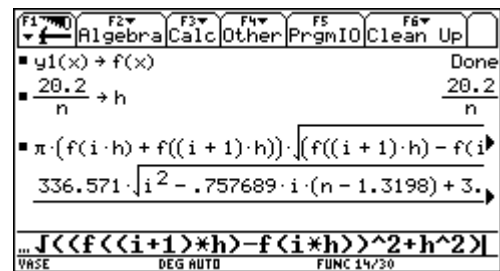 F1 F2 F3 F4 F5 F6
Algebra Calc Other PrgmIO Clean Up
▪ y1(x) → f(x) Done
▪ 20.2/n → h 20.2/n
▪ π·(f(i·h) + f((i + 1)·h))·√(f((i + 1)·h) − f(i▶
336.571·√i² − .757689·i·(n − 1.3198) + 3.▶
…√((f((i+1)*h)-f(i*h))^2+h^2)
VASE DEG AUTO FUNC 14/30